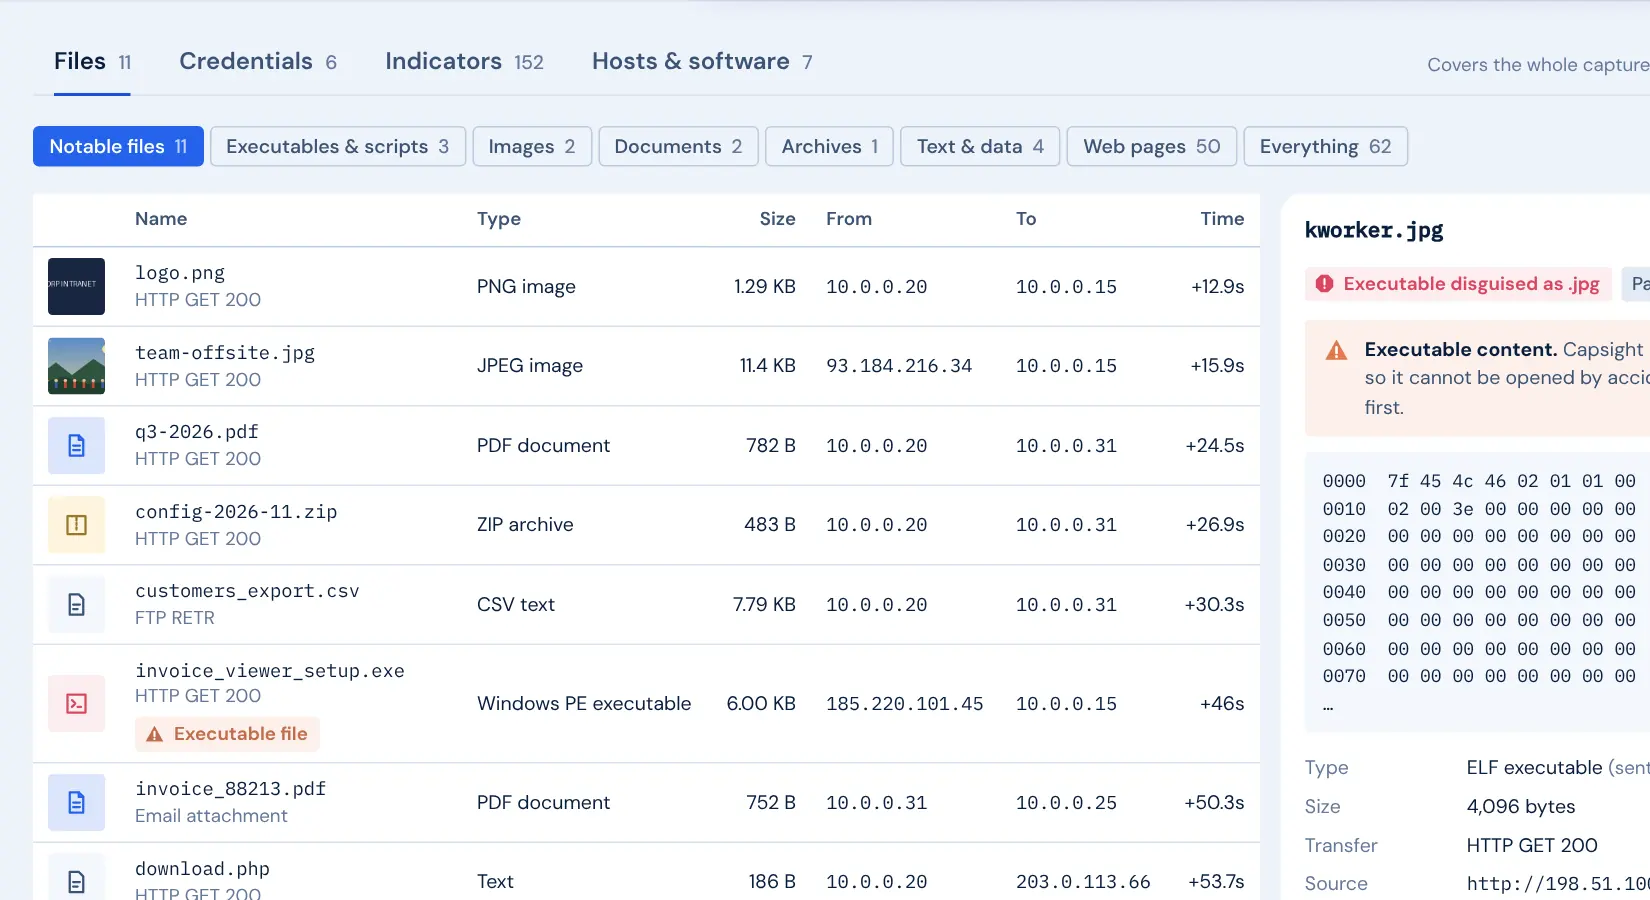 Files 11 Credentials 6 Indicators 152 Hosts & software 7
Covers the whole capture
Notable files 11 Executables & scripts 3 Images 2 Documents 2 Archives 1 Text & data 4 Web pages 50 Everything 62
Name Type Size From To Time
logo.png
HTTP GET 200
PNG image 1.29 KB 10.0.0.20 10.0.0.15 +12.9s
team-offsite.jpg
HTTP GET 200
JPEG image 11.4 KB 93.184.216.34 10.0.0.15 +15.9s
q3-2026.pdf
HTTP GET 200
PDF document 782 B 10.0.0.20 10.0.0.31 +24.5s
config-2026-11.zip
HTTP GET 200
ZIP archive 483 B 10.0.0.20 10.0.0.31 +26.9s
customers_export.csv
FTP RETR
CSV text 7.79 KB 10.0.0.20 10.0.0.31 +30.3s
invoice_viewer_setup.exe
HTTP GET 200
Executable file
Windows PE executable 6.00 KB 185.220.101.45 10.0.0.15 +46s
invoice_88213.pdf
Email attachment
PDF document 752 B 10.0.0.31 10.0.0.25 +50.3s
download.php
HTTP GET 200
Text 186 B 10.0.0.20 203.0.113.66 +53.7s
kworker.jpg
Executable disguised as .jpg
Executable content. Capsight
so it cannot be opened by
first.
0000 7f 45 4c 46 02 01 01 00
0010 02 00 3e 00 00 00 00 00
0020 00 00 00 00 00 00 00 00
0030 00 00 00 00 00 00 00 00
0040 00 00 00 00 00 00 00 00
0050 00 00 00 00 00 00 00 00
0060 00 00 00 00 00 00 00 00
0070 00 00 00 00 00 00 00 00
…
Type ELF executable (sent
Size 4,096 bytes
Transfer HTTP GET 200
Source http://198.51.100